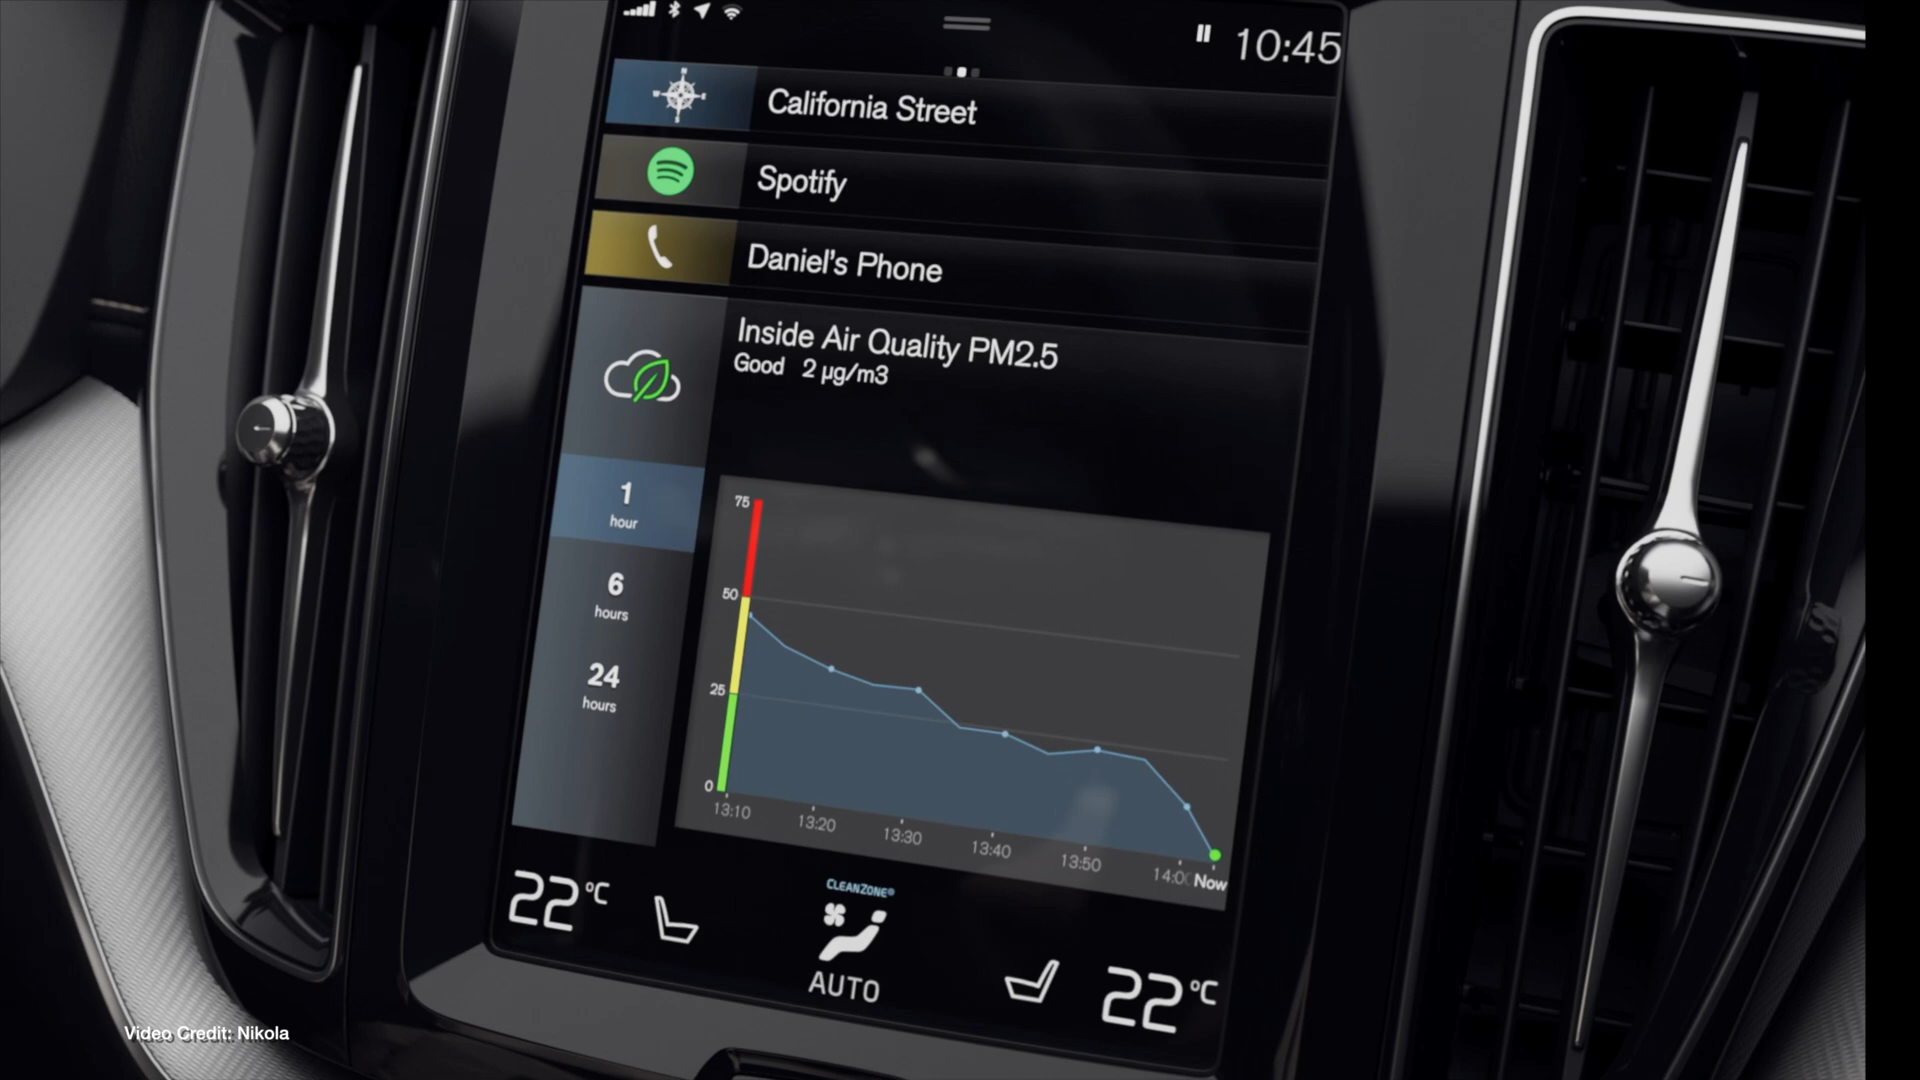 10:45
California Street
Spotify
Daniel's Phone
Inside Air Quality PM2.5
Good 2 µg/m3
1
hour
6
hours
24
hours
75
50
25
0
13:10 13:20 13:30 13:40 13:50 14:0 Now
22°C
CLEANZONE®
AUTO
22°C
Video Credit: Nikola